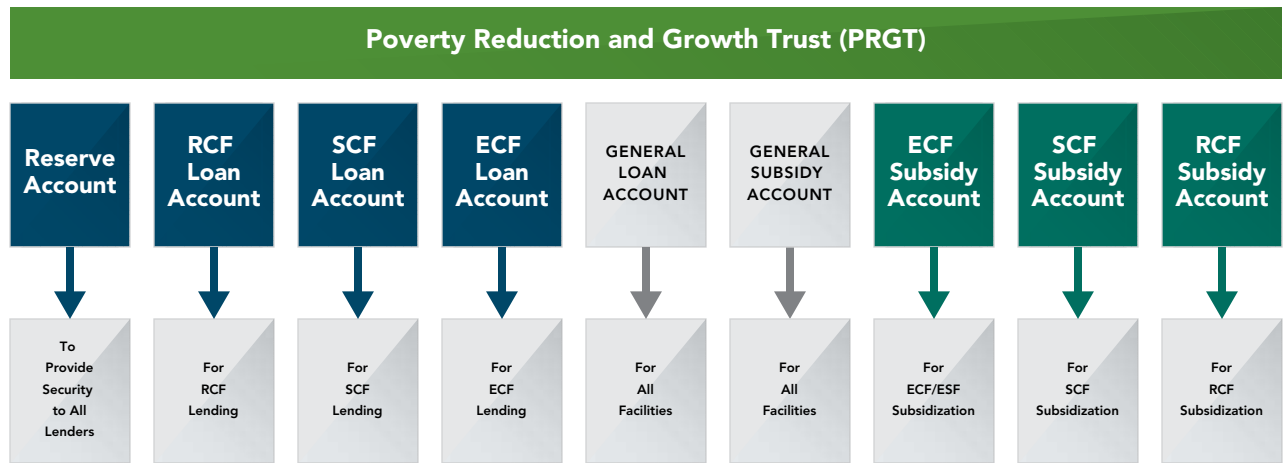 Poverty Reduction and Growth Trust (PRGT)
Reserve
Account
RCF
Loan
Account
SCF
Loan
Account
ECF
Loan
Account
GENERAL
LOAN
ACCOUNT
GENERAL
SUBSIDY
ACCOUNT
ECF
Subsidy
Account
SCF
Subsidy
Account
RCF
Subsidy
Account
To
Provide
Security
to All
Lenders
For
RCF
Lending
For
SCF
Lending
For
ECF
Lending
For
All
Facilities
For
All
Facilities
For
ECF/ESF
Subsidization
For
SCF
Subsidization
For
RCF
Subsidization